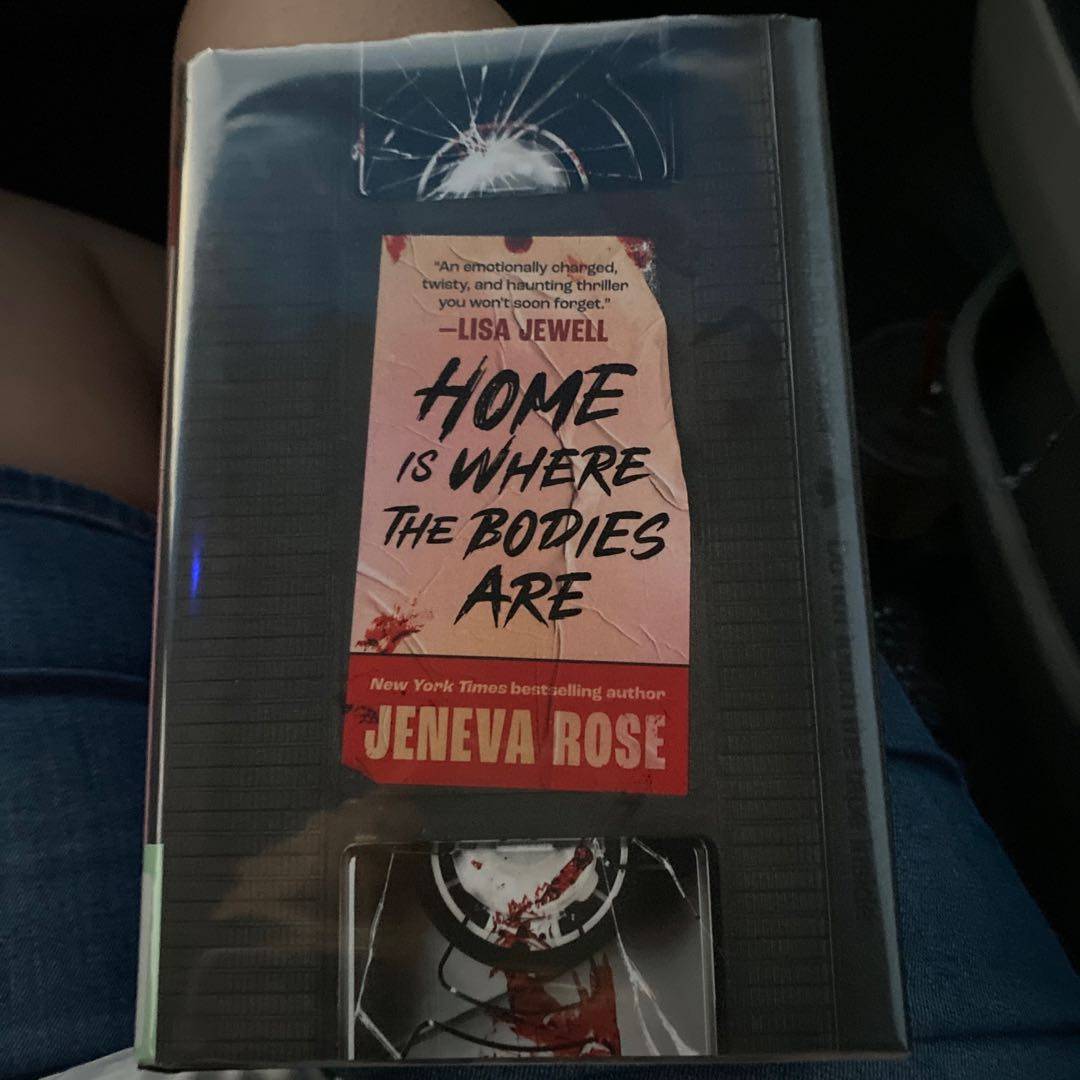 "An emotionally charged,
twisty, and haunting thriller
you won't soon forget."
—LISA JEWELL
HOME
IS WHERE
THE BODIES
ARE
New York Times bestselling author
JENEVA ROSE